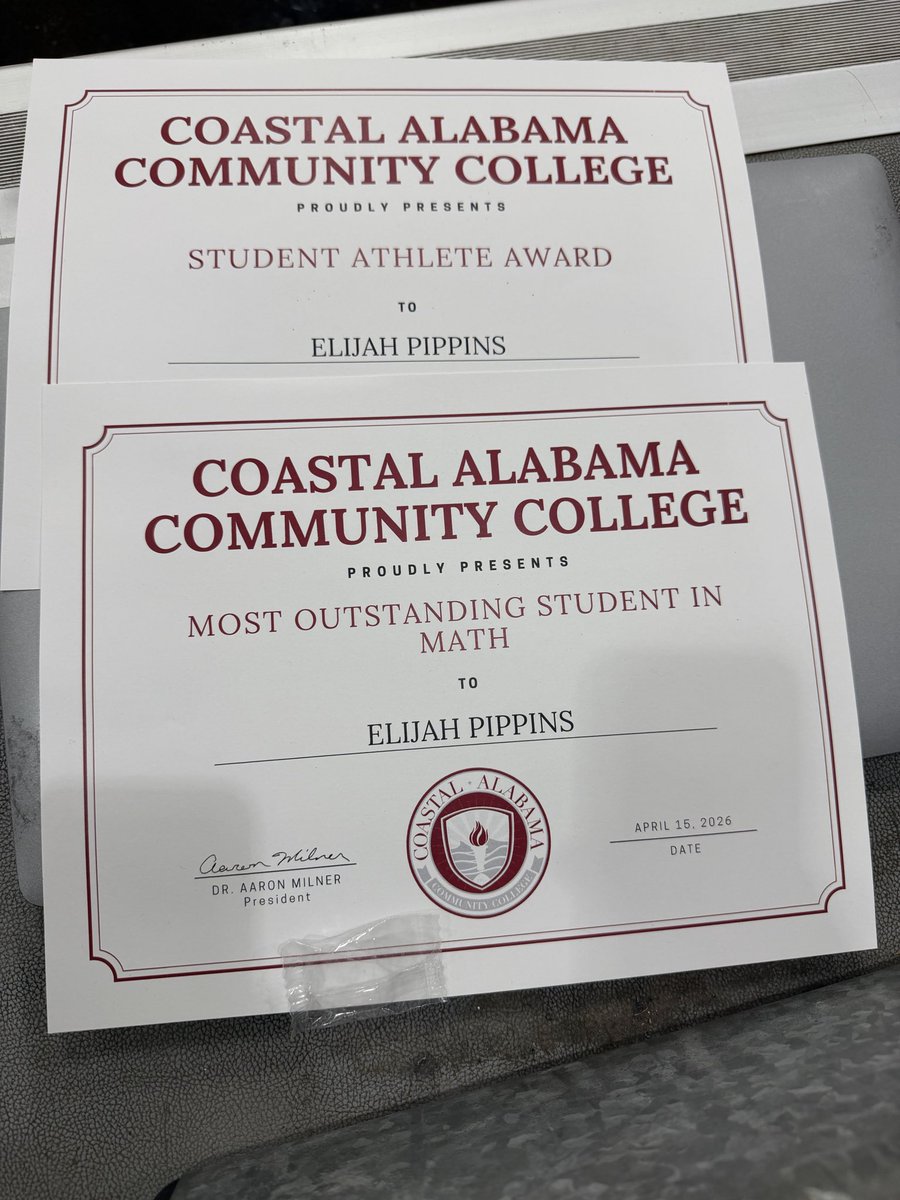 COASTAL ALABAMA
COMMUNITY COLLEGE
PROUDLY PRESENTS
STUDENT ATHLETE AWARD
TO
ELIJAH PIPPINS
COASTAL ALABAMA
COMMUNITY COLLEGE
PROUDLY PRESENTS
MOST OUTSTANDING STUDENT IN
MATH
TO
ELIJAH PIPPINS
COASTAL • ALABAMA
COMMUNITY COLLEGE
Aaron Milner
DR. AARON MILNER
President
APRIL 15, 2026
DATE